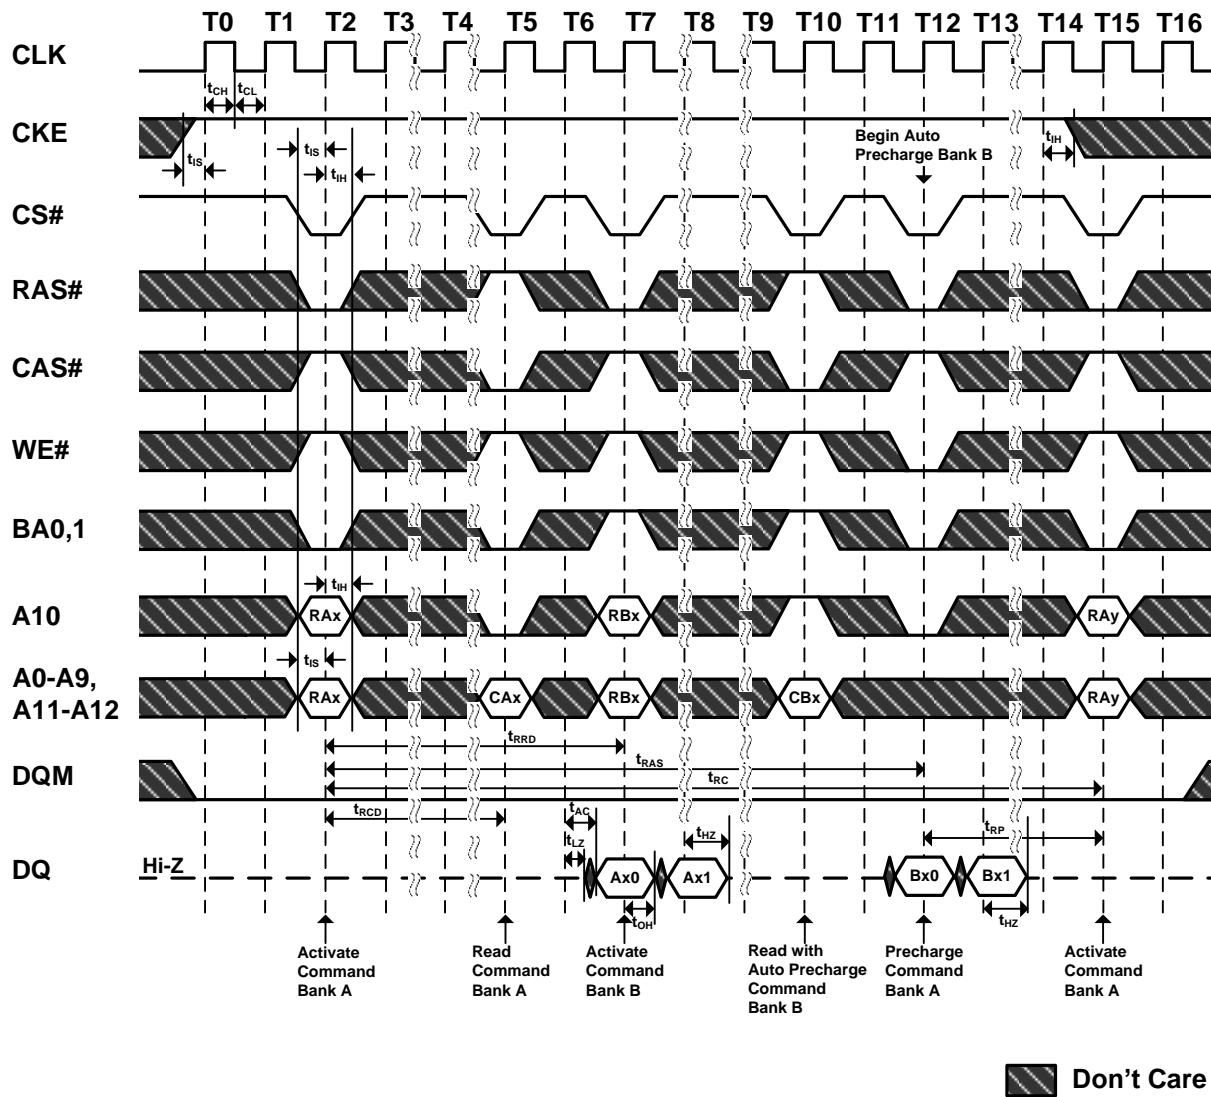 T0 T1 T2 T3 T4 T5 T6 T7 T8 T9 T10 T11 T12 T13 T14 T15 T16
CLK
tCH tCL
CKE
tIS
tIS
tIH
Begin Auto
Precharge Bank B
tIH
CS#
RAS#
CAS#
WE#
BA0,1
tIH
A10
RAx RBx RAy
tIS
A0-A9,
A11-A12
RAx CAx RBx CBx RAy
tRRD
tRAS
tRC
DQM
tRCD
tAC
tLZ
tHZ
tRP
DQ
Hi-Z
Ax0 Ax1 Bx0 Bx1
tOH
tHZ
Activate
Command
Bank A
Read
Command
Bank A
Activate
Command
Bank B
Read with
Auto Precharge
Command
Bank B
Precharge
Command
Bank A
Activate
Command
Bank A
Don't Care